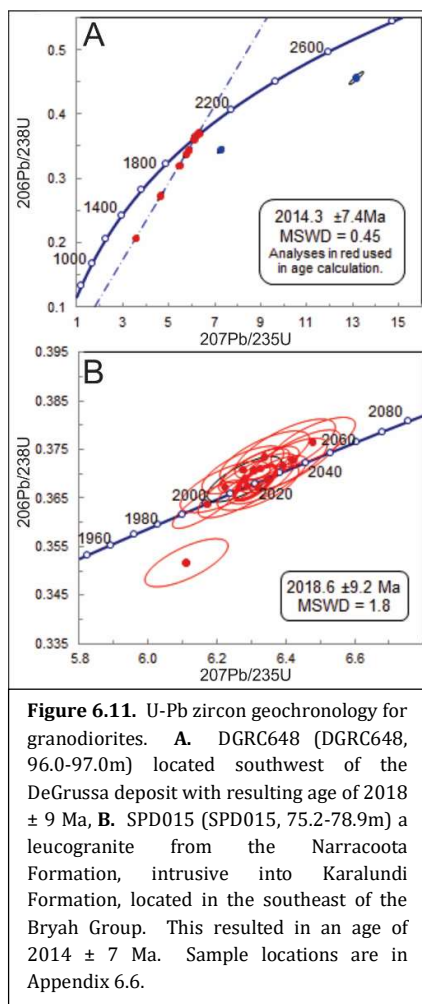 A
0.5
0.4
0.3
0.2
0.1
206Pb/238U
2600
2200
1800
1400
1000
2014.3 ±7.4Ma
MSWD = 0.45
Analyses in red used
in age calculation.
1 3 5 7 9 11 13 15
207Pb/235U
B
0.395
0.385
0.375
0.365
0.355
0.345
0.335
206Pb/238U
2080
2060
2040
2020
2000
1980
1960
2018.6 ±9.2 Ma
MSWD = 1.8
5.8 6.0 6.2 6.4 6.6
207Pb/235U
Figure 6.11. U-Pb zircon geochronology for
granodiorites. A. DGRC648 (DGRC648,
96.0-97.0m) located southwest of the
DeGrussa deposit with resulting age of 2018
± 9 Ma, B. SPD015 (SPD015, 75.2-78.9m) a
leucogranite from the Narracoota
Formation, intrusive into Karalundi
Formation, located in the southeast of the
Bryah Group. This resulted in an age of
2014 ± 7 Ma. Sample locations are in
Appendix 6.6.